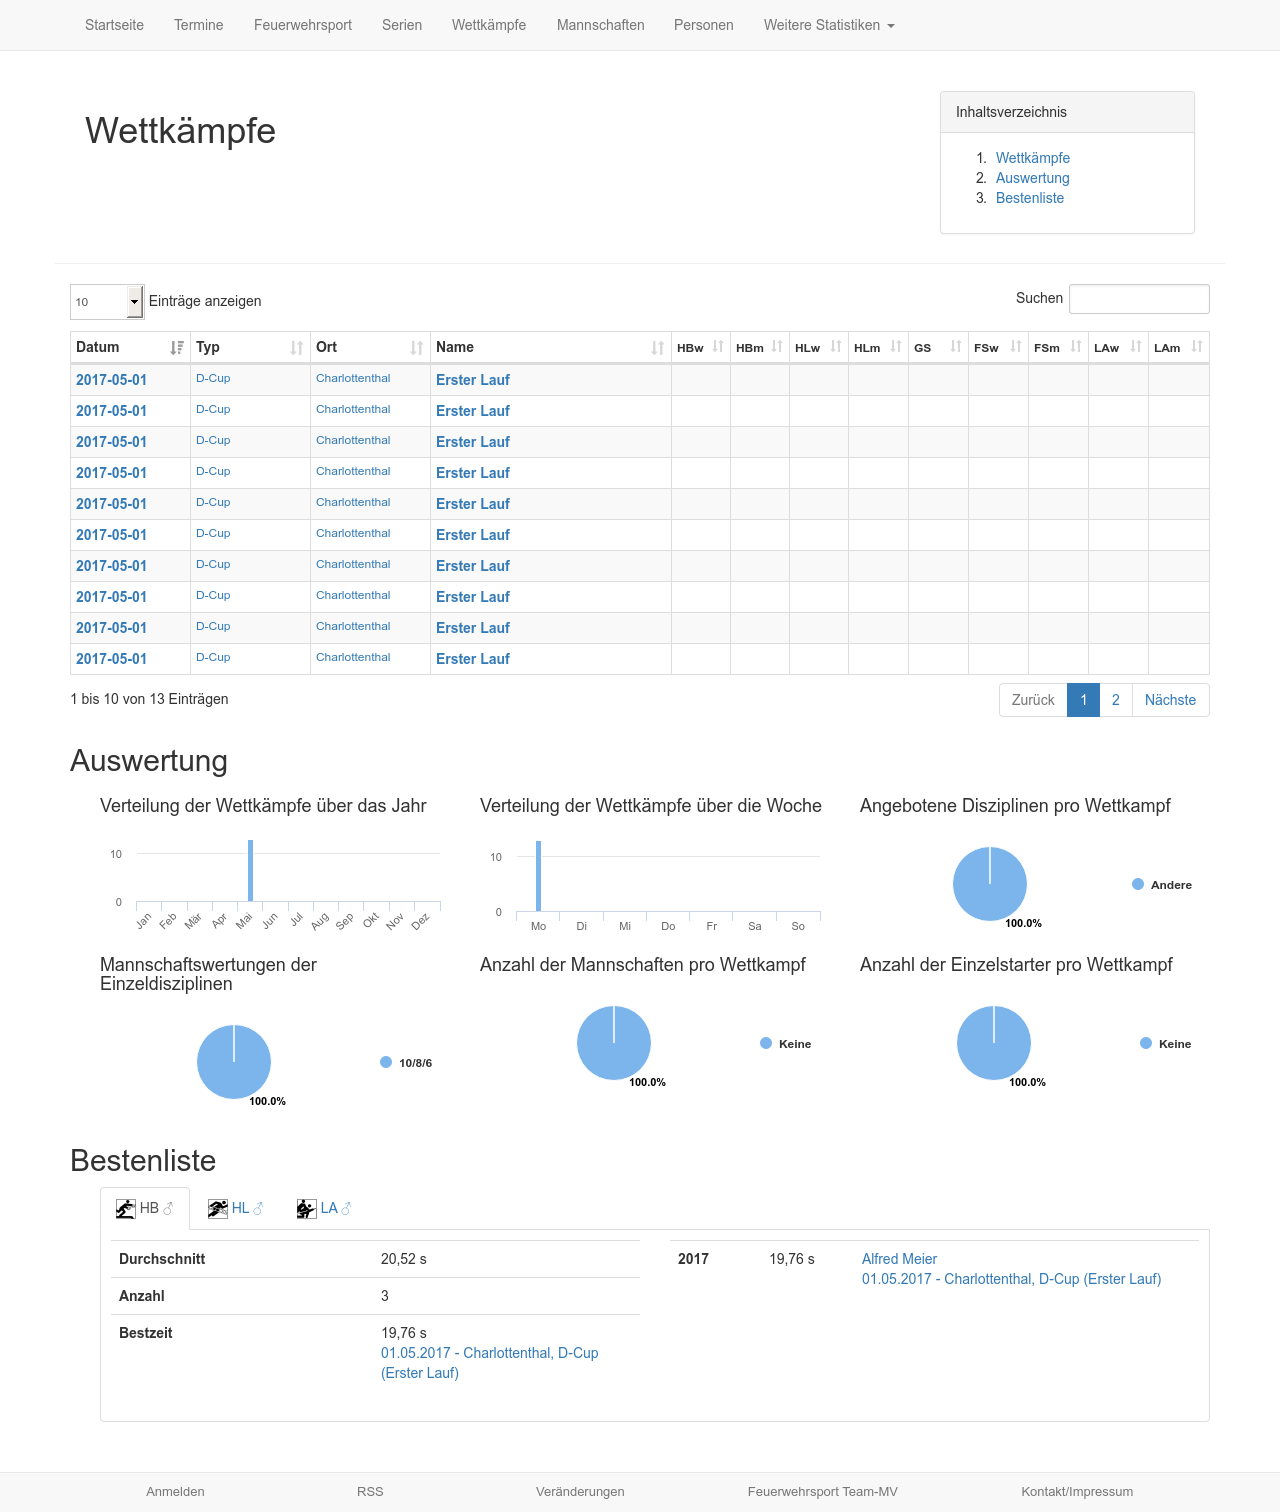 Startseite Termine Feuerwehrsport Serien Wettkämpfe Mannschaften Personen Weitere Statistiken
Wettkämpfe
Inhaltsverzeichnis
1. Wettkämpfe
2. Auswertung
3. Bestenliste
10 Einträge anzeigen
Suchen
Datum Typ Ort Name HBw HBm HLw HLm GS FSw FSm LAw LAm
2017-05-01 D-Cup Charlottenthal Erster Lauf
2017-05-01 D-Cup Charlottenthal Erster Lauf
2017-05-01 D-Cup Charlottenthal Erster Lauf
2017-05-01 D-Cup Charlottenthal Erster Lauf
2017-05-01 D-Cup Charlottenthal Erster Lauf
2017-05-01 D-Cup Charlottenthal Erster Lauf
2017-05-01 D-Cup Charlottenthal Erster Lauf
2017-05-01 D-Cup Charlottenthal Erster Lauf
2017-05-01 D-Cup Charlottenthal Erster Lauf
2017-05-01 D-Cup Charlottenthal Erster Lauf
1 bis 10 von 13 Einträgen
Zurück 1 2 Nächste
Auswertung
Verteilung der Wettkämpfe über das Jahr
10
0
Jan Feb Mär Apr Mai Jun Jul Aug Sep Okt Nov Dez
Verteilung der Wettkämpfe über die Woche
10
0
Mo Di Mi Do Fr Sa So
Angebotene Disziplinen pro Wettkampf
Andere
100.0%
Mannschaftswertungen der
Einzeldisziplinen
10/8/6
100.0%
Anzahl der Mannschaften pro Wettkampf
Keine
100.0%
Anzahl der Einzelstarter pro Wettkampf
Keine
100.0%
Bestenliste
HB ♂ HL ♂ LA ♂
Durchschnitt 20,52 s
Anzahl 3
Bestzeit 19,76 s
01.05.2017 - Charlottenthal, D-Cup
(Erster Lauf)
2017 19,76 s Alfred Meier
01.05.2017 - Charlottenthal, D-Cup (Erster Lauf)
Anmelden RSS Veränderungen Feuerwehrsport Team-MV Kontakt/Impressum